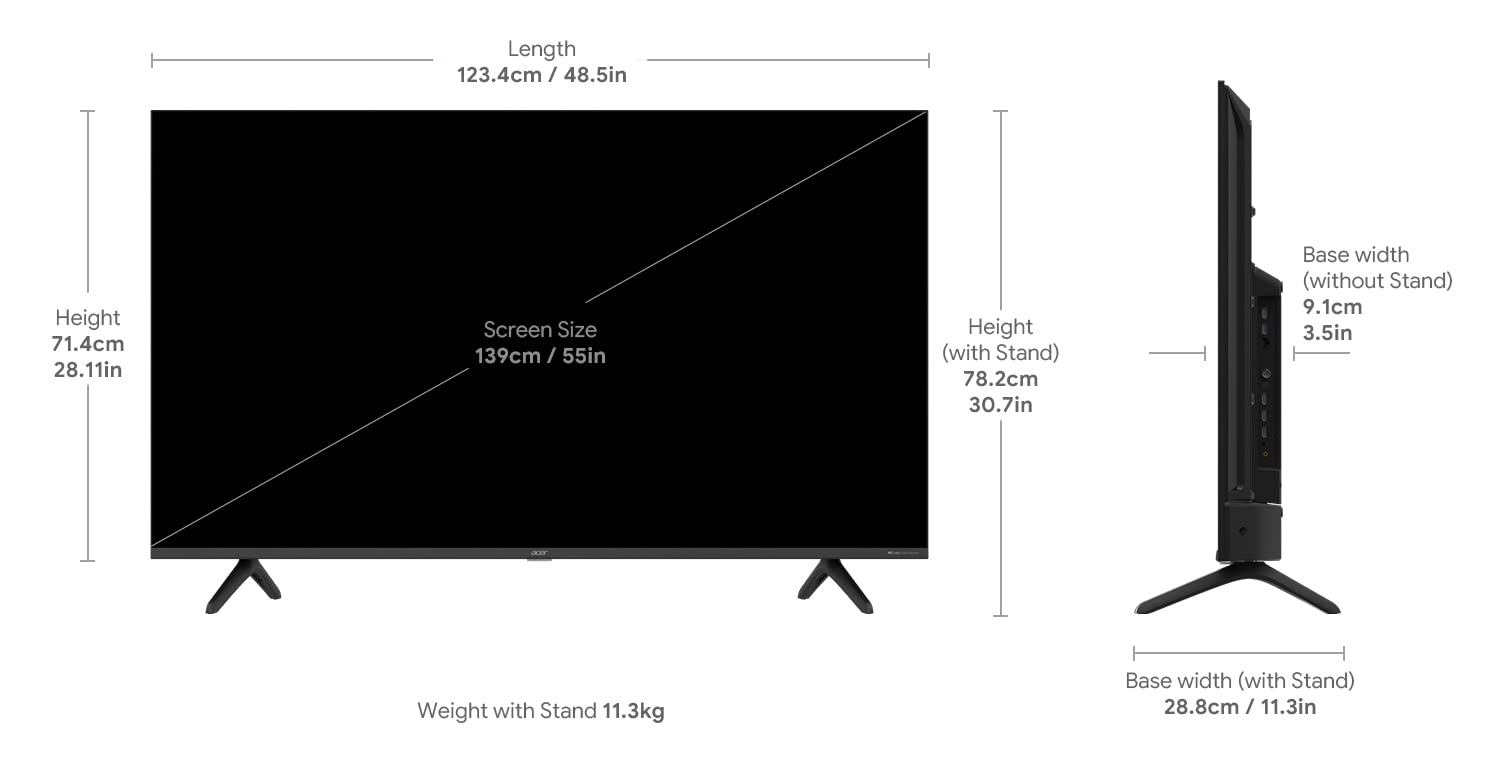 Length
123.4cm / 48.5in
Height
71.4cm
28.11in
Screen Size
139cm / 55in
Height
(with Stand)
78.2cm
30.7in
Base width
(without Stand)
9.1cm
3.5in
acer
Base width (with Stand)
28.8cm / 11.3in
Weight with Stand 11.3kg